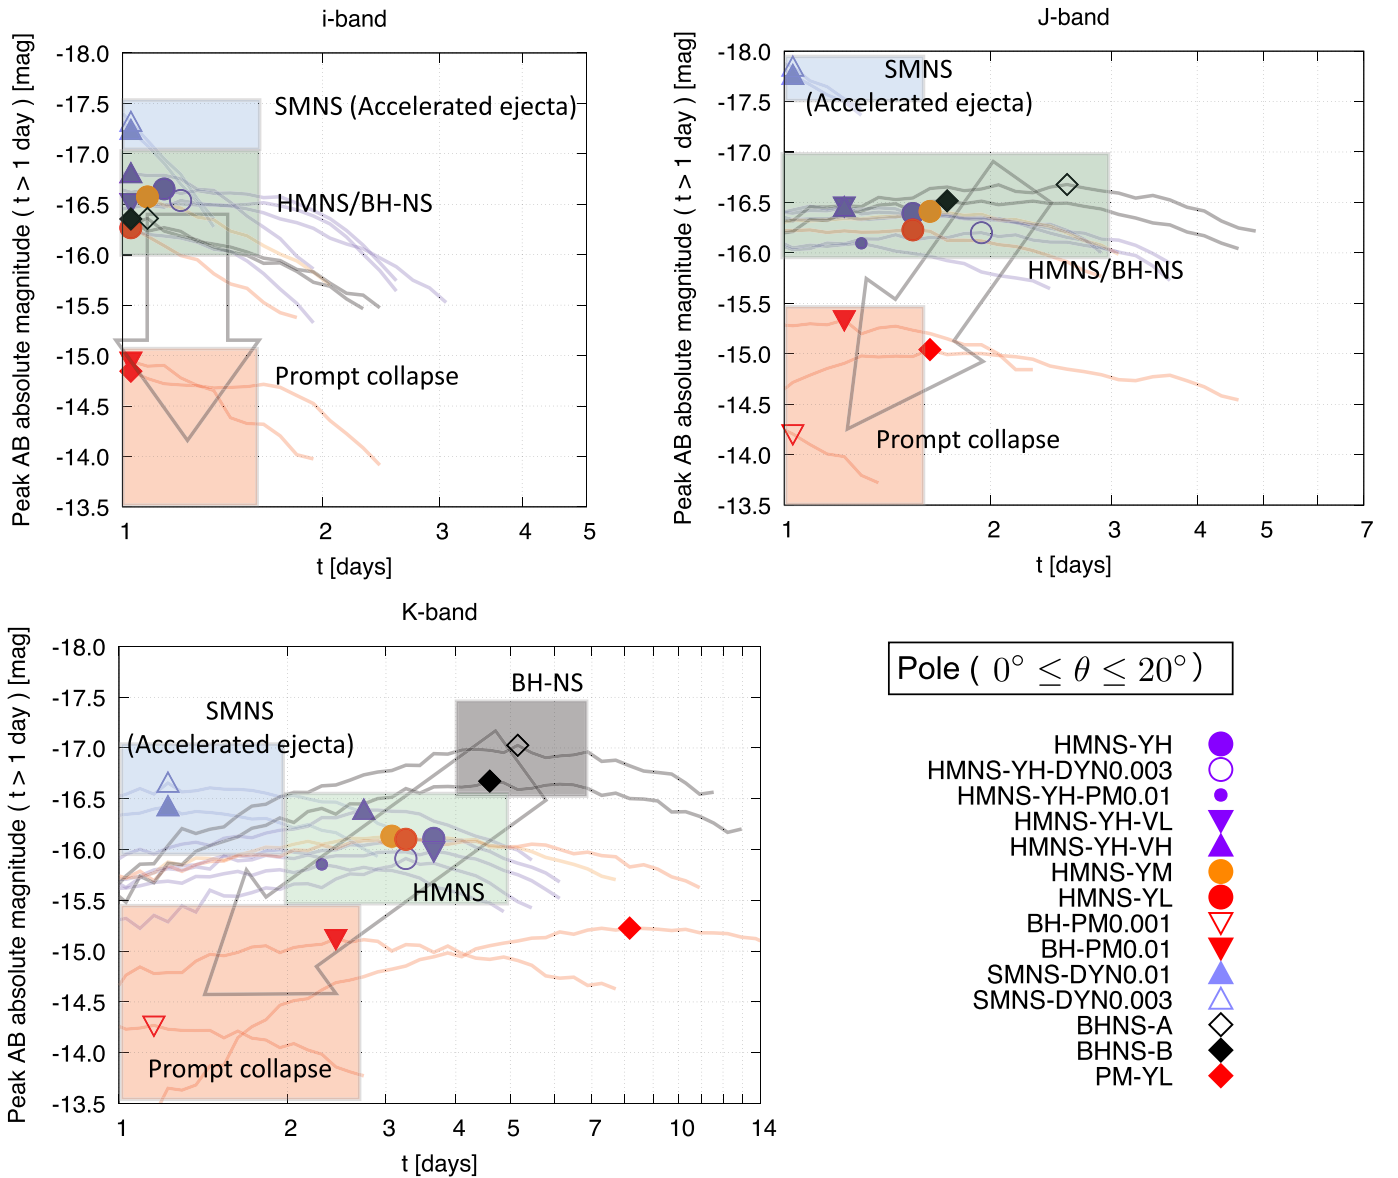 i-band
Peak AB absolute magnitude ( t > 1 day ) [mag]
-18.0
-17.5
-17.0
-16.5
-16.0
-15.5
-15.0
-14.5
-14.0
-13.5
SMNS (Accelerated ejecta)
HMNS/BH-NS
Prompt collapse
1 2 3 4 5
t [days]
J-band
Peak AB absolute magnitude ( t > 1 day ) [mag]
-18.0
-17.5
-17.0
-16.5
-16.0
-15.5
-15.0
-14.5
-14.0
-13.5
SMNS
(Accelerated ejecta)
HMNS/BH-NS
Prompt collapse
1 2 3 4 5 7
t [days]
K-band
Peak AB absolute magnitude ( t > 1 day ) [mag]
-18.0
-17.5
-17.0
-16.5
-16.0
-15.5
-15.0
-14.5
-14.0
-13.5
BH-NS
SMNS
(Accelerated ejecta)
HMNS
Prompt collapse
1 2 3 4 5 7 10 14
t [days]
Pole ( 0° ≤ θ ≤ 20° )
HMNS-YH
HMNS-YH-DYN0.003
HMNS-YH-PM0.01
HMNS-YH-VL
HMNS-YH-VH
HMNS-YM
HMNS-YL
BH-PM0.001
BH-PM0.01
SMNS-DYN0.01
SMNS-DYN0.003
BHNS-A
BHNS-B
PM-YL